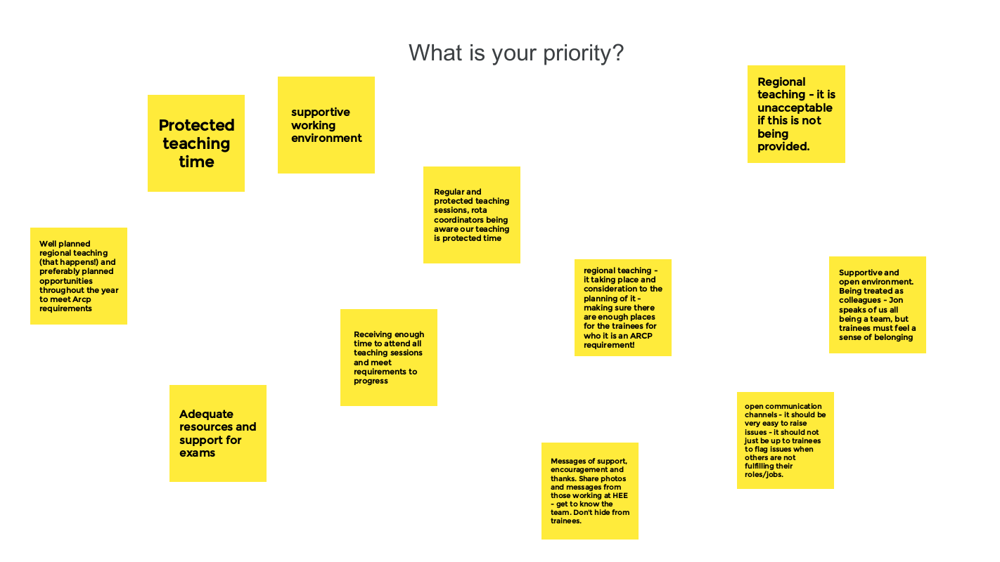 What is your priority?
Protected
teaching
time
supportive
working
environment
Regional
teaching - it is
unacceptable
if this is not
being
provided.
Regular and
protected teaching
sessions, rota
coordinators being
aware our teaching
is protected time
Well planned
regional teaching
(that happens!) and
preferably planned
opportunities
throughout the year
to meet Arcp
requirements
regional teaching -
it taking place and
consideration to the
planning of it -
making sure there
are enough places
for the trainees for
who it is an ARCP
requirement!
Supportive and
open environment.
Being treated as
colleagues - Jon
speaks of us all
being a team, but
trainees must feel a
sense of belonging
Receiving enough
time to attend all
teaching sessions
and meet
requirements to
progress
Adequate
resources and
support for
exams
open communication
channels - it should be
very easy to raise
issues - it should not
just be up to trainees
to flag issues when
others are not
fulfilling their
roles/jobs.
Messages of support,
encouragement and
thanks. Share photos
and messages from
those working at HEE
- get to know the
team. Don't hide from
trainees.